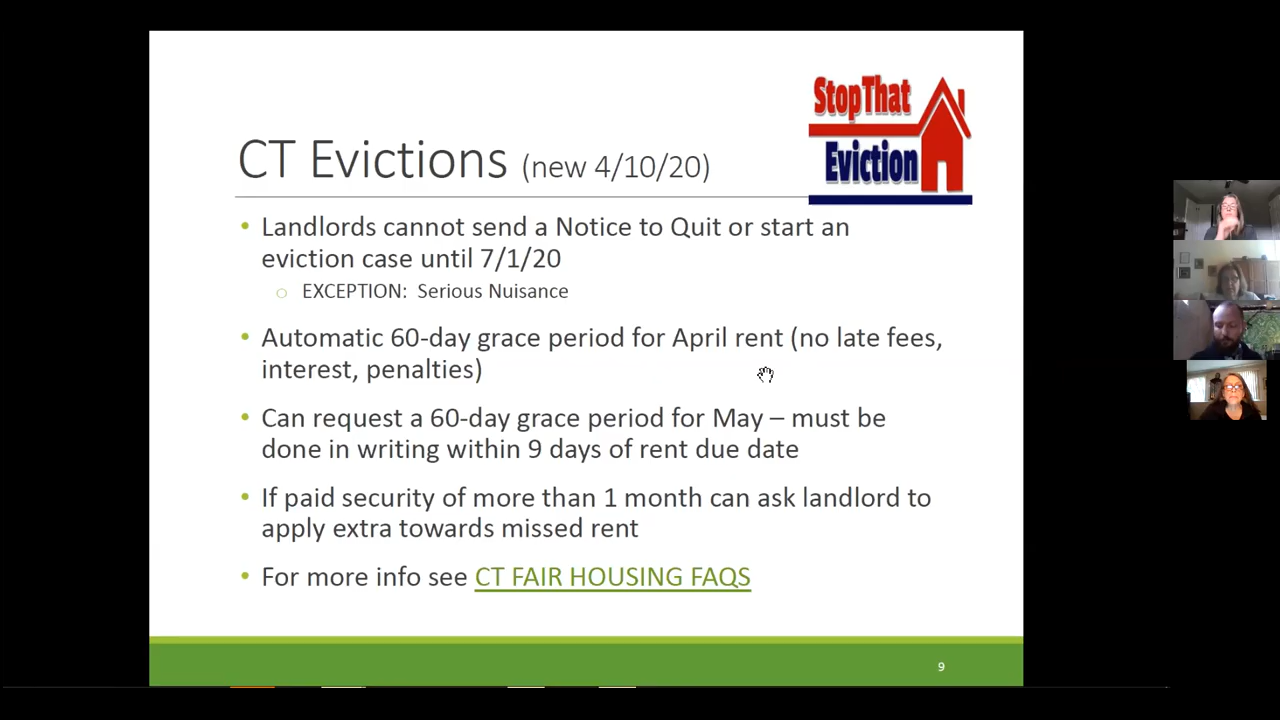 StopThat
Eviction
CT Evictions (new 4/10/20)
• Landlords cannot send a Notice to Quit or start an
eviction case until 7/1/20
o EXCEPTION: Serious Nuisance
• Automatic 60-day grace period for April rent (no late fees,
interest, penalties)
• Can request a 60-day grace period for May – must be
done in writing within 9 days of rent due date
• If paid security of more than 1 month can ask landlord to
apply extra towards missed rent
• For more info see CT FAIR HOUSING FAQS
9